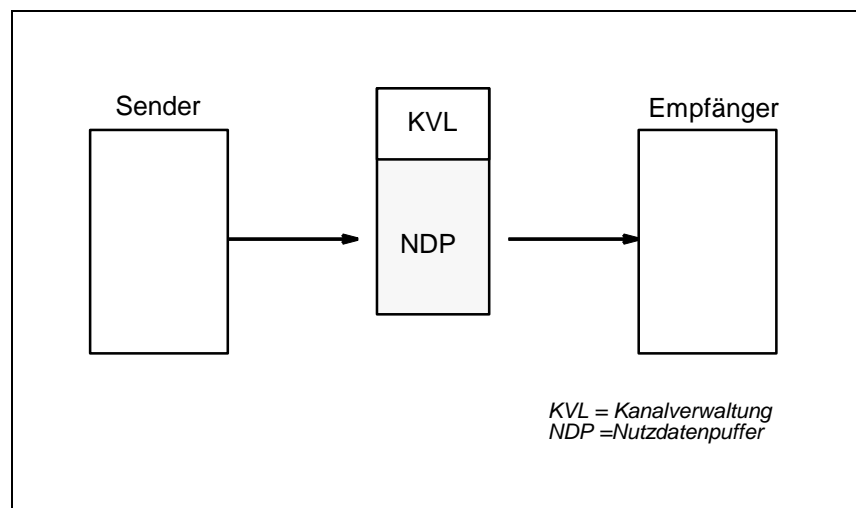 Sender
KVL
Empfänger
NDP
KVL = Kanalverwaltung
NDP =Nutzdatenpuffer